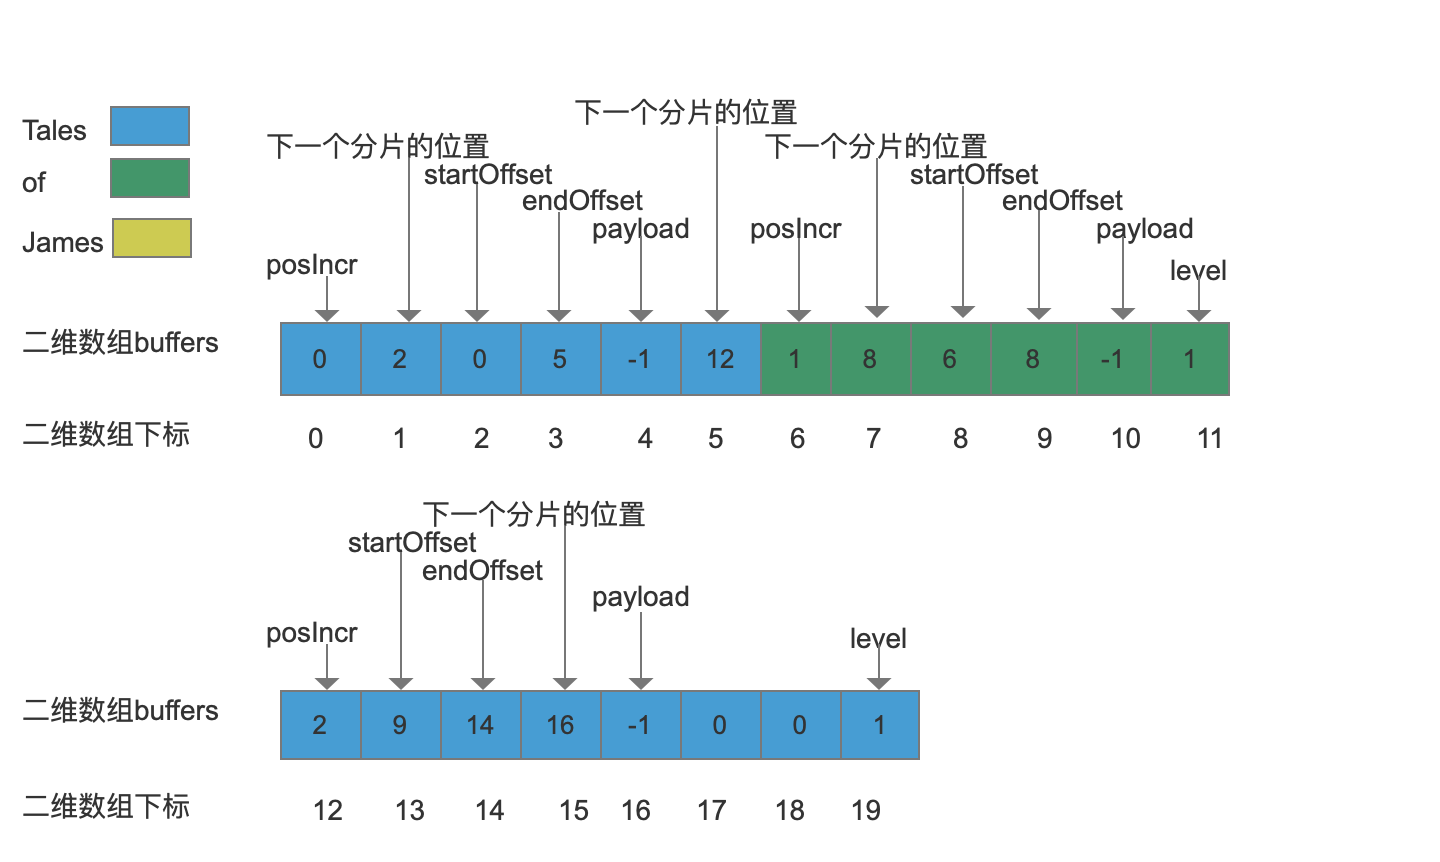 Tales
of
James
下一个分片的位置
下一个分片的位置
下一个分片的位置
startOffset
startOffset
endOffset
endOffset
payload
posIncr
payload
posIncr
level
二维数组buffers
0 2 0 5 -1 12 1 8 6 8 -1 1
二维数组下标
0 1 2 3 4 5 6 7 8 9 10 11
下一个分片的位置
startOffset
endOffset
payload
posIncr
level
二维数组buffers
2 9 14 16 -1 0 0 1
二维数组下标
12 13 14 15 16 17 18 19